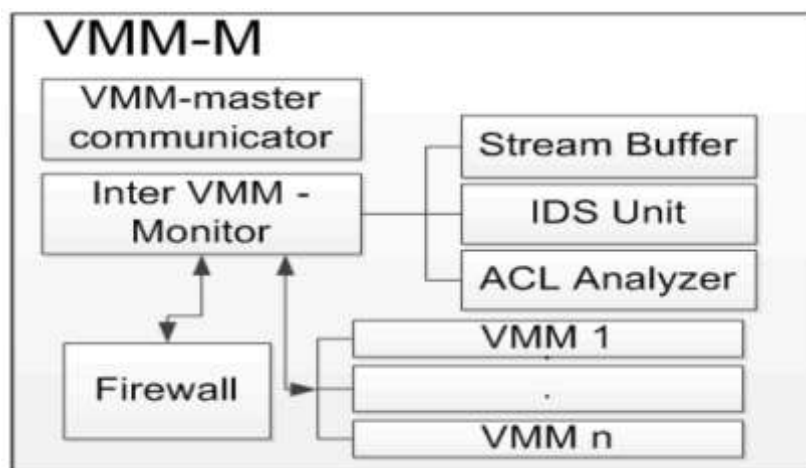 VMM-M
VMM-master
communicator
Inter VMM -
Monitor
Stream Buffer
IDS Unit
ACL Analyzer
Firewall
VMM 1
.
.
VMM n